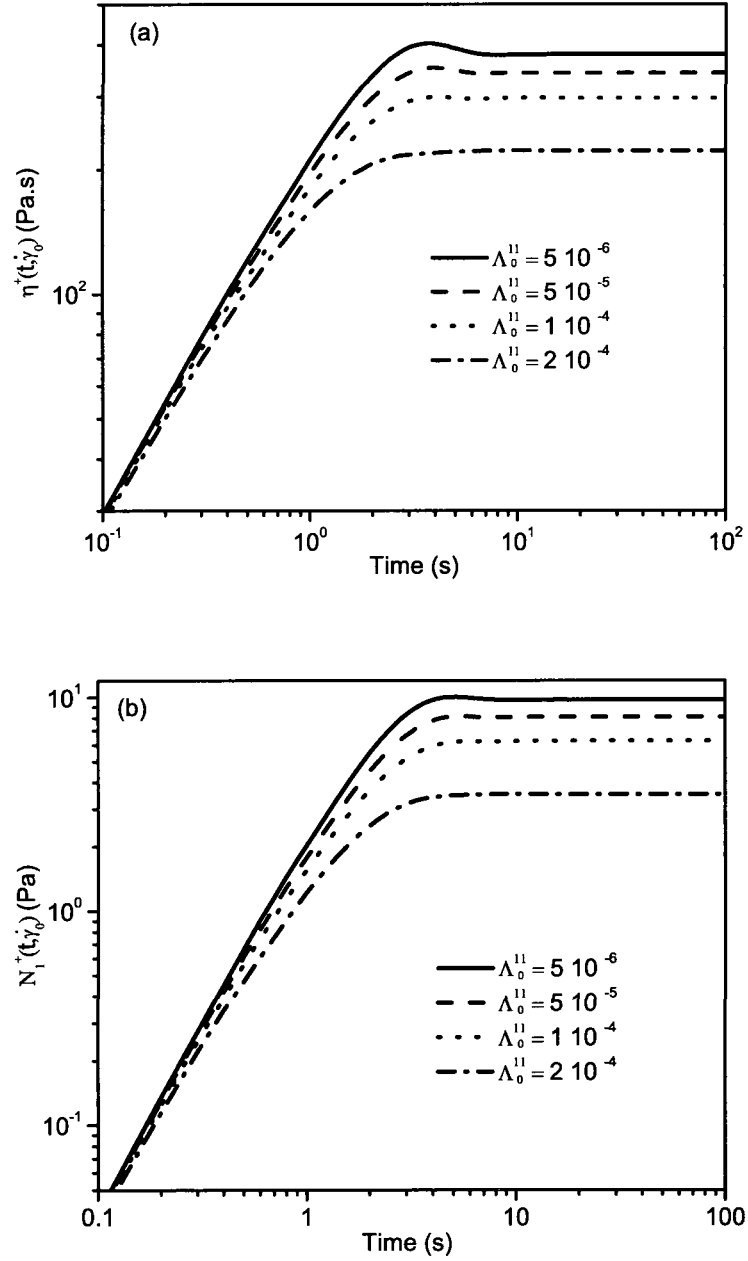 (a)
η⁺(t,γ̇₀) (Pa.s)
10²
Λ₀¹¹ = 5 10⁻⁶
Λ₀¹¹ = 5 10⁻⁵
Λ₀¹¹ = 1 10⁻⁴
Λ₀¹¹ = 2 10⁻⁴
10⁻¹ 10⁰ 10¹ 10²
Time (s)
(b)
N₁⁺(t,γ̇₀) (Pa)
10¹
10⁰
10⁻¹
Λ₀¹¹ = 5 10⁻⁶
Λ₀¹¹ = 5 10⁻⁵
Λ₀¹¹ = 1 10⁻⁴
Λ₀¹¹ = 2 10⁻⁴
0.1 1 10 100
Time (s)